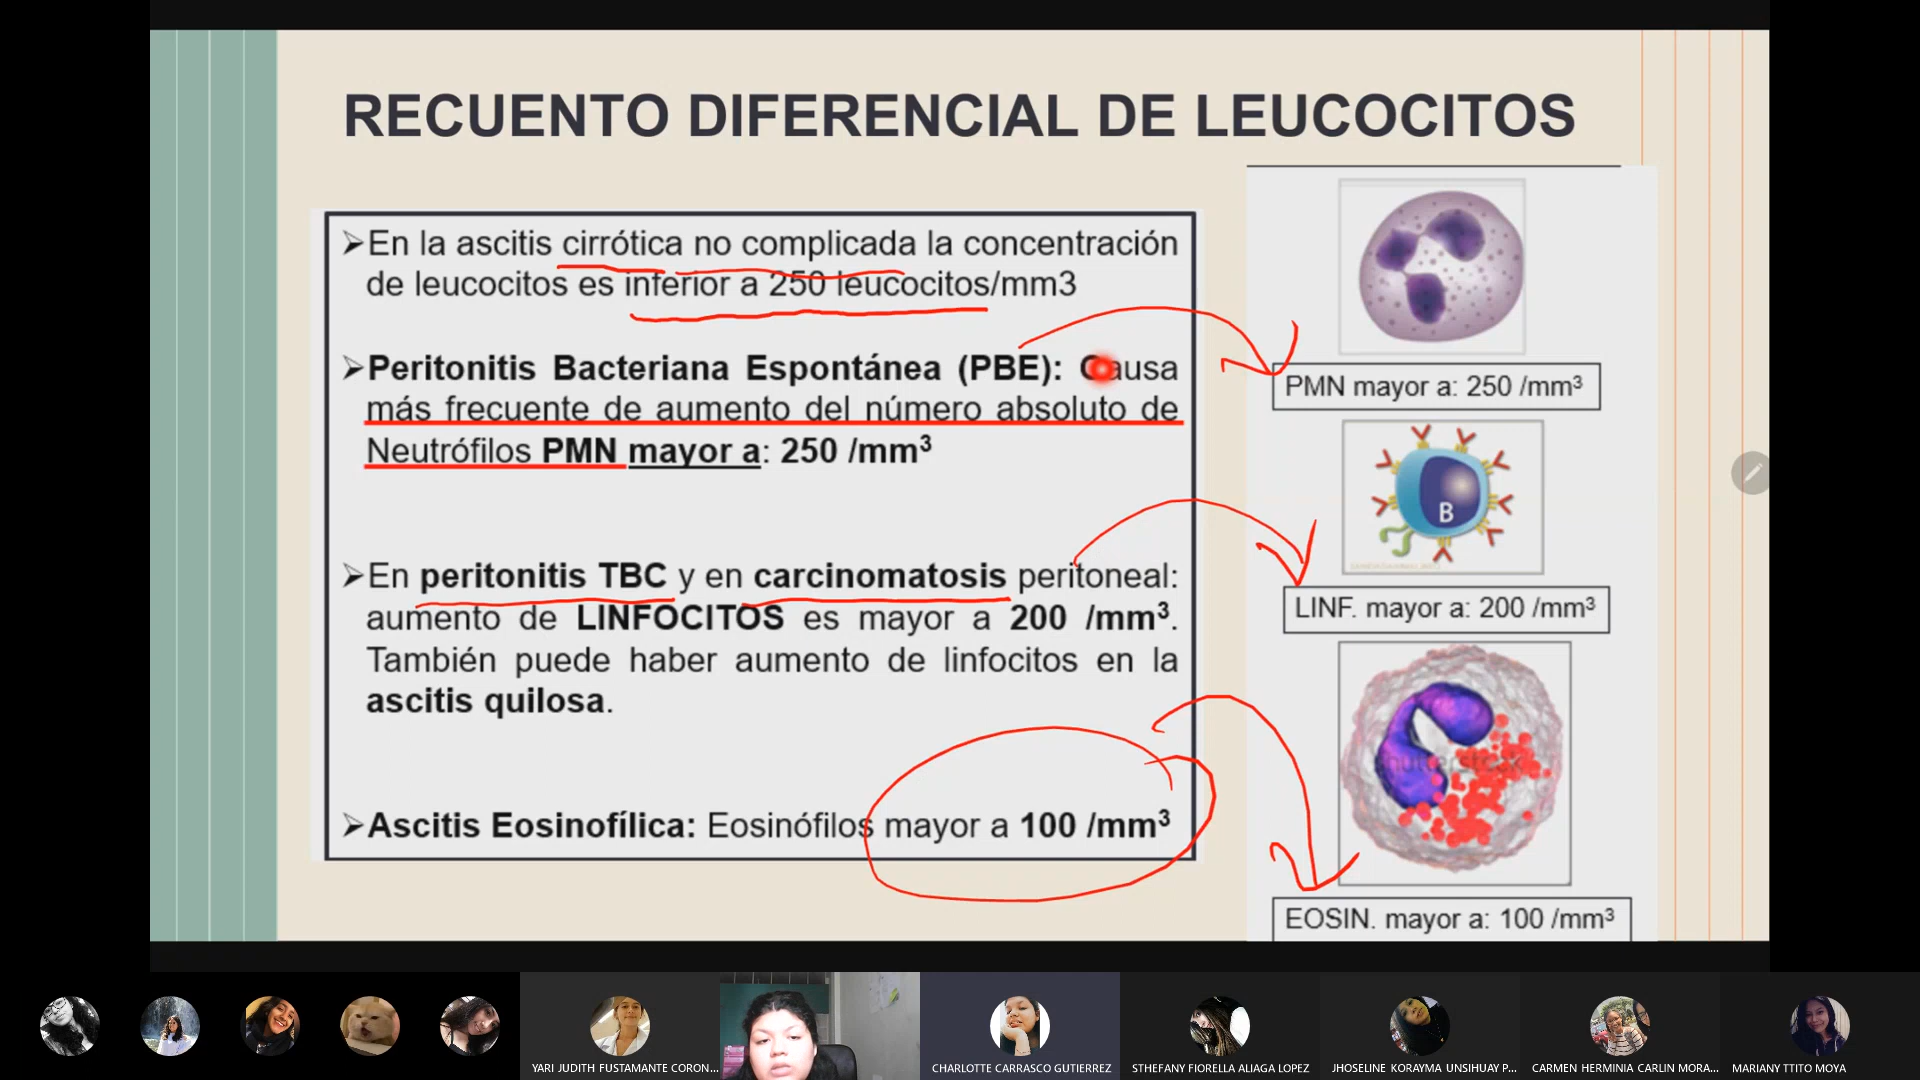 RECUENTO DIFERENCIAL DE LEUCOCITOS
➢En la ascitis cirrótica no complicada la concentración
de leucocitos es inferior a 250 leucocitos/mm3
➢Peritonitis Bacteriana Espontánea (PBE): Causa
más frecuente de aumento del número absoluto de
Neutrófilos PMN mayor a: 250 /mm³
➢En peritonitis TBC y en carcinomatosis peritoneal:
aumento de LINFOCITOS es mayor a 200 /mm³.
También puede haber aumento de linfocitos en la
ascitis quilosa.
➢Ascitis Eosinofílica: Eosinófilos mayor a 100 /mm³
PMN mayor a: 250 /mm³
B
LINF. mayor a: 200 /mm³
shutterstock
EOSIN. mayor a: 100 /mm³
YARI JUDITH FUSTAMANTE CORON...
CHARLOTTE CARRASCO GUTIERREZ
STHEFANY FIORELLA ALIAGA LOPEZ
JHOSELINE KORAYMA UNSIHUAY P...
CARMEN HERMINIA CARLIN MORA...
MARIANY TTITO MOYA